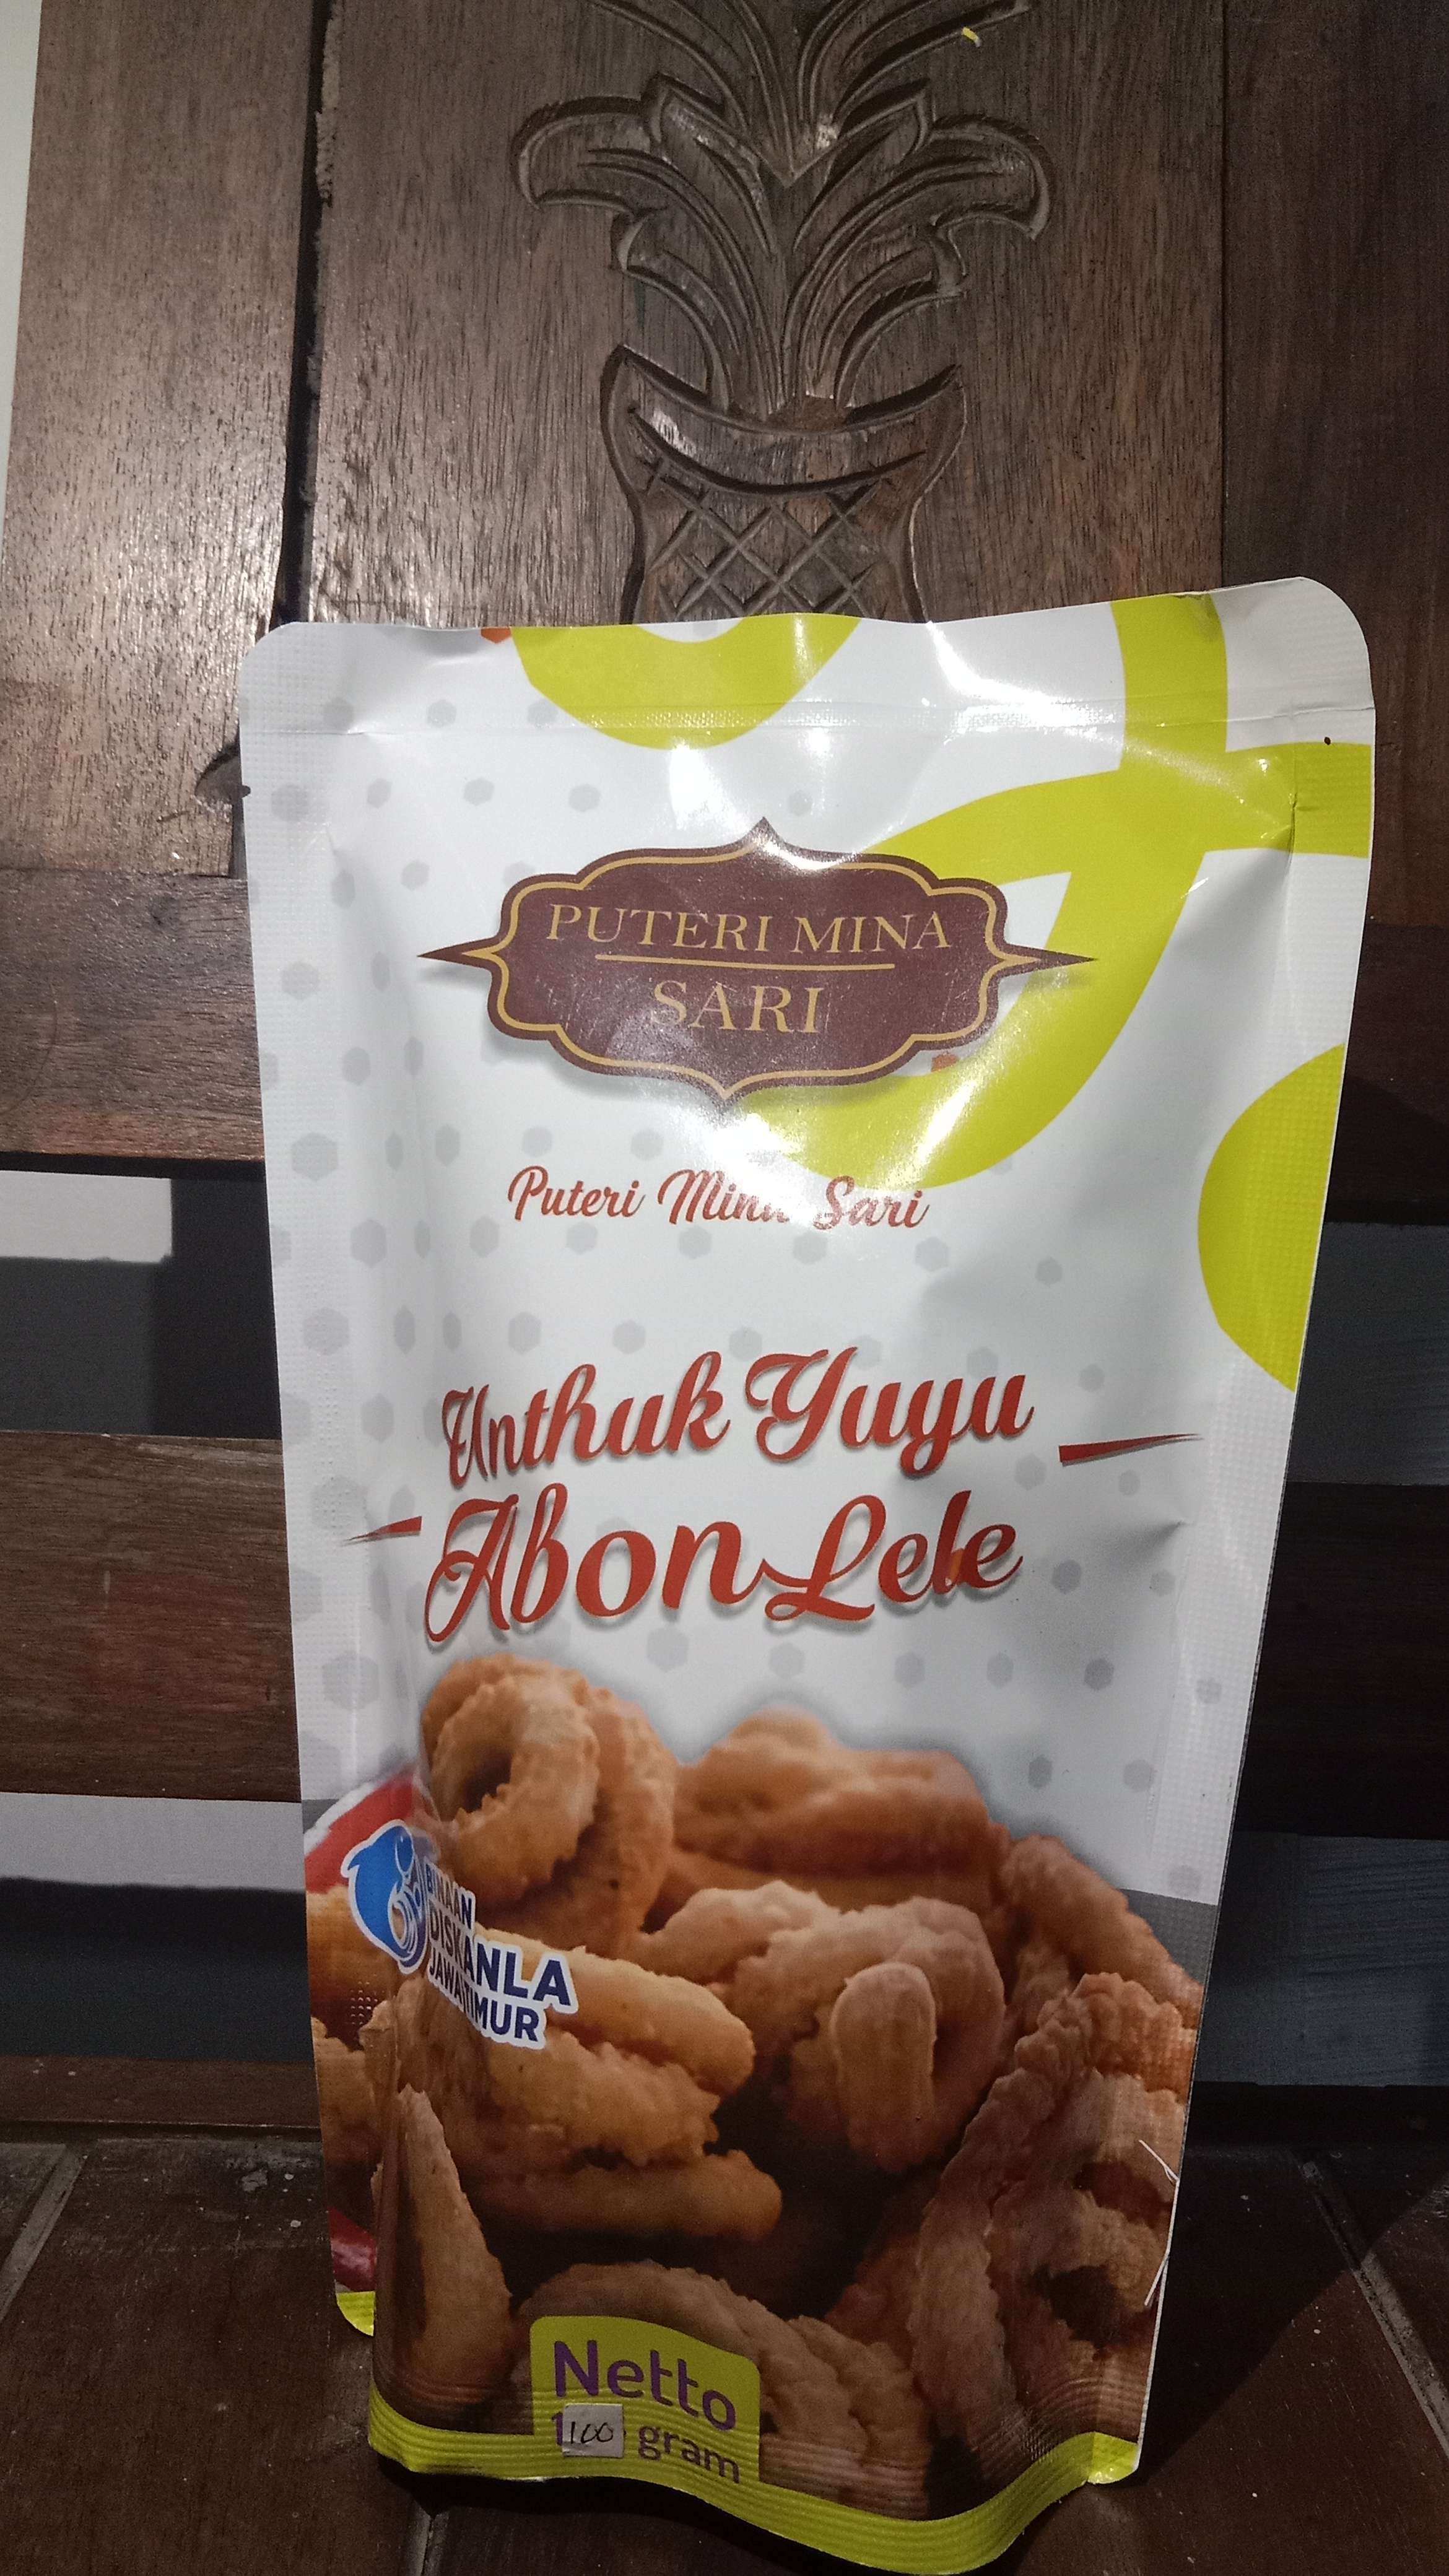 PUTERI MINA
SARI
Puteri Mina Sari
Unthuk Yuyu
Abon Lele
BINAAN
DISKANLA
JAWA TIMUR
Netto
100 gram